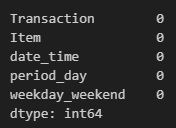 Transaction 0
Item 0
date_time 0
period_day 0
weekday_weekend 0
dtype: int64